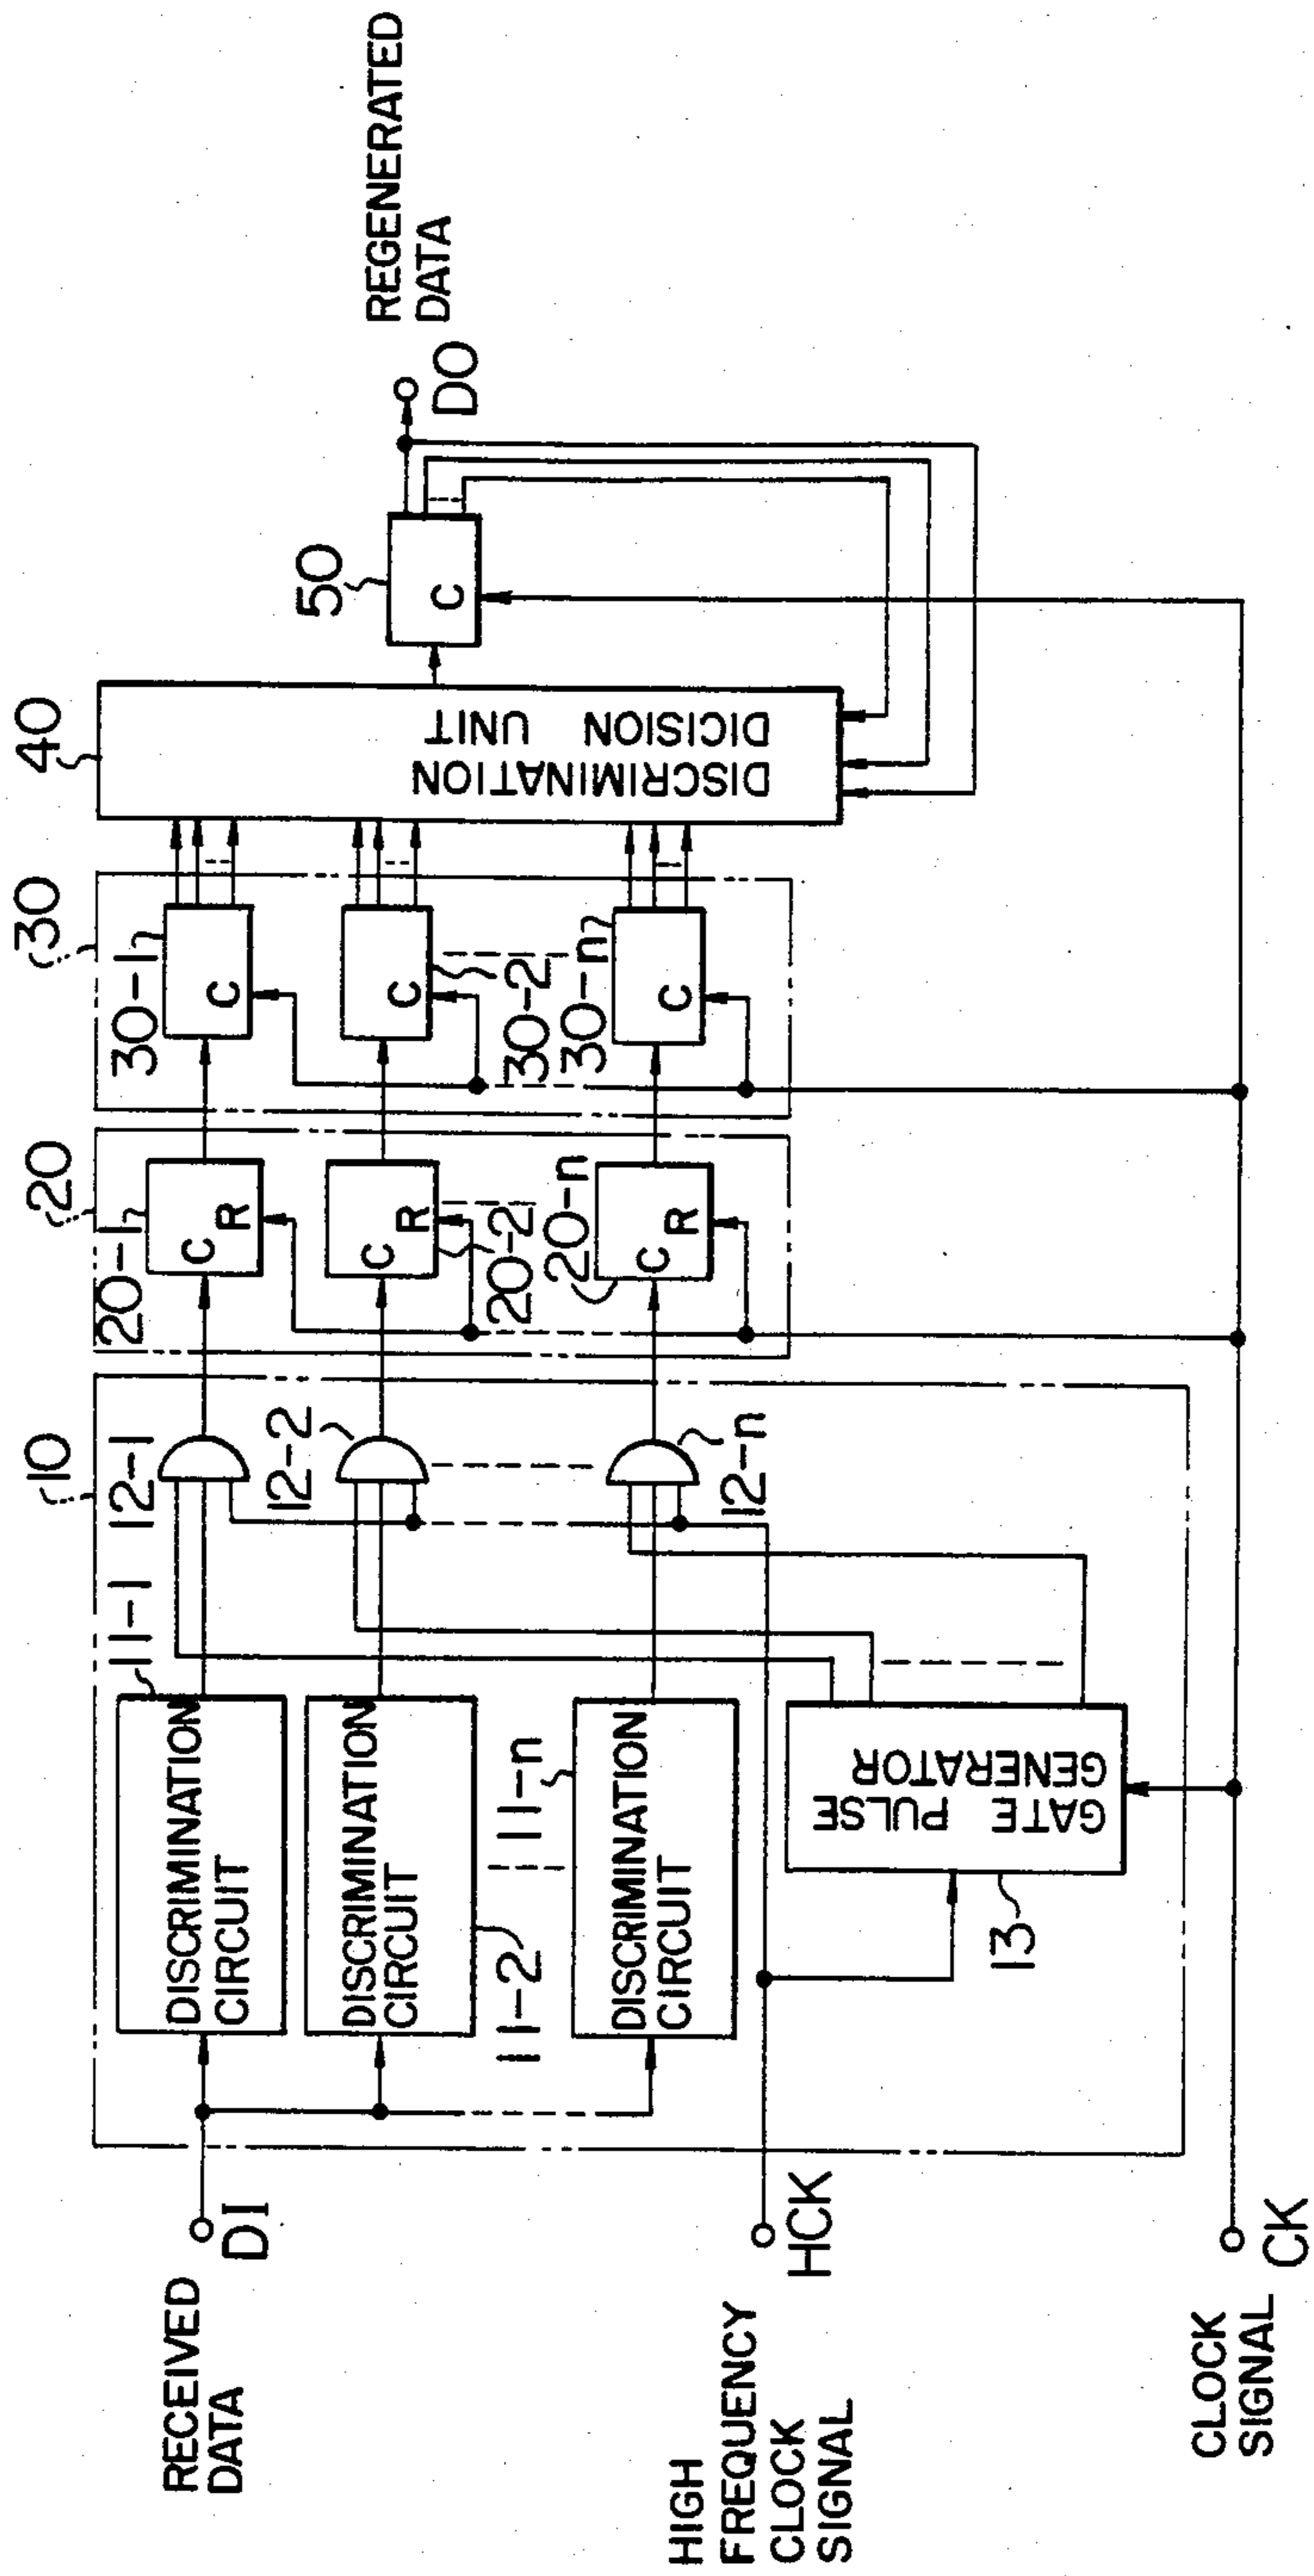 RECEIVED
DATA
DI
HIGH
FREQUENCY
CLOCK
SIGNAL
HCK
CLOCK
SIGNAL
CK
10
11-1
DISCRIMINATION
CIRCUIT
11-2
DISCRIMINATION
CIRCUIT
11-n
DISCRIMINATION
CIRCUIT
13
GATE PULSE
GENERATOR
12-1
12-2
12-n
20
20-1
C
R
20-2
C
R
20-n
C
R
30
30-1
C
30-2
C
30-n
C
40
DISCRIMINATION
DICISION UNIT
50
C
DO
REGENERATED
DATA